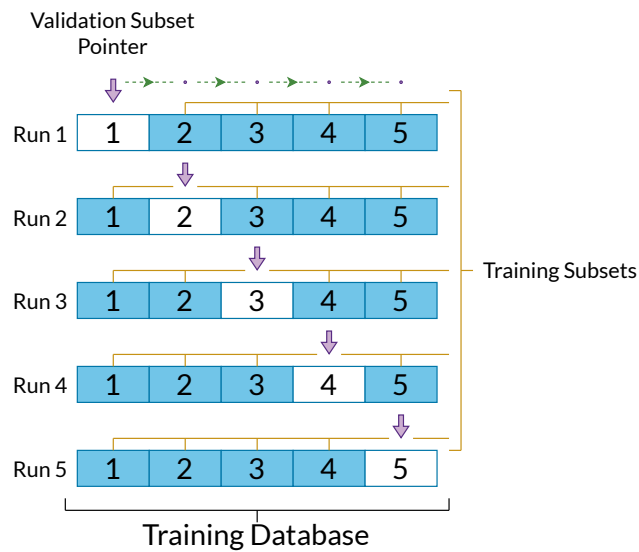 Validation Subset
Pointer
Run 1 1 2 3 4 5
Run 2 1 2 3 4 5
Run 3 1 2 3 4 5
Training Subsets
Run 4 1 2 3 4 5
Run 5 1 2 3 4 5
Training Database